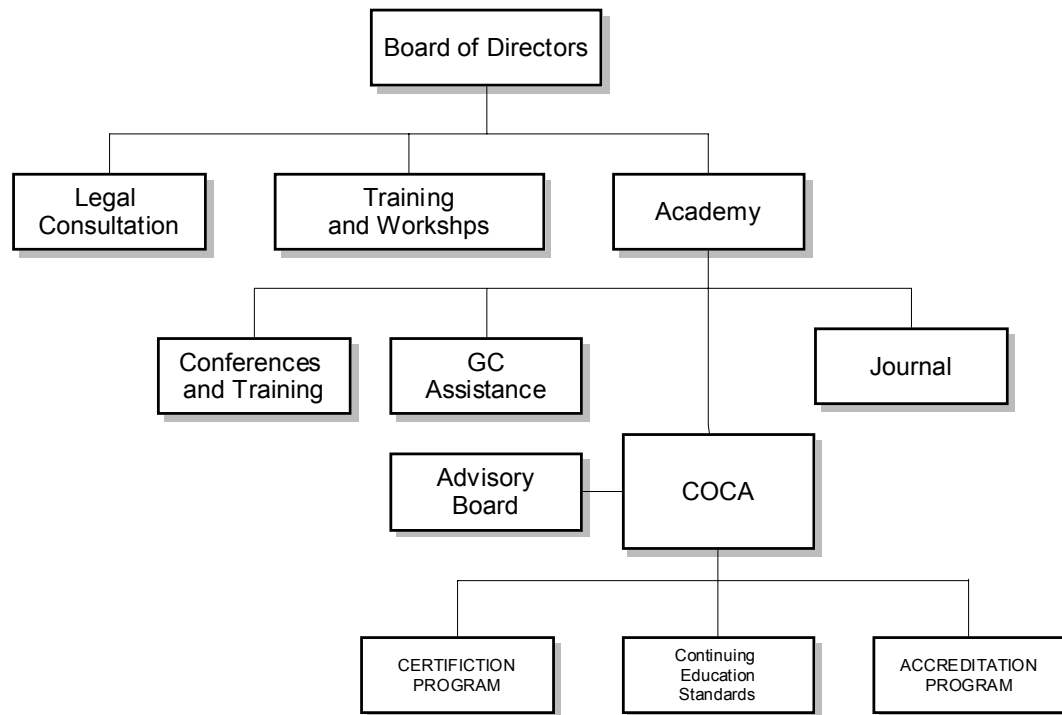 Board of Directors
Legal
Consultation
Training
and Workshps
Academy
Conferences
and Training
GC
Assistance
Journal
Advisory
Board
COCA
CERTIFICTION
PROGRAM
Continuing
Education
Standards
ACCREDITATION
PROGRAM